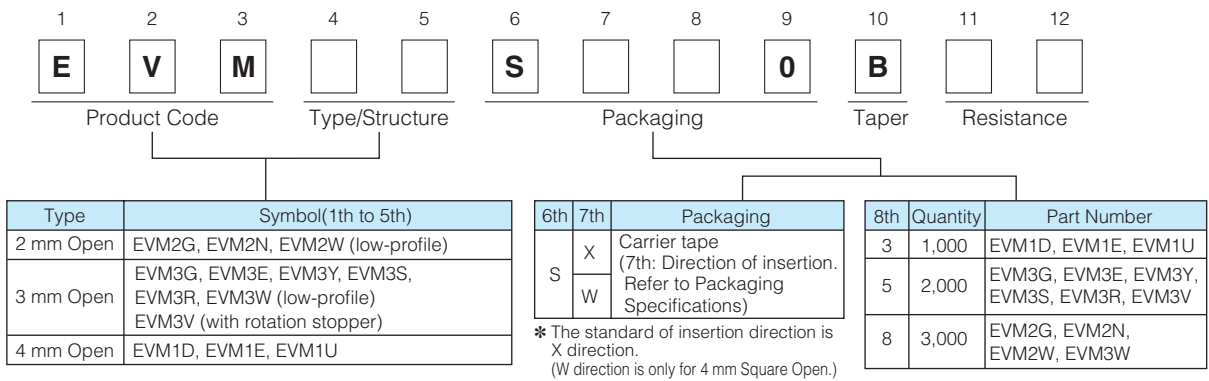 1 2 3 4 5 6 7 8 9 10 11 12
E V M S 0 B
Product Code Type/Structure Packaging Taper Resistance
Type Symbol(1th to 5th)
2 mm Open EVM2G, EVM2N, EVM2W (low-profile)
3 mm Open EVM3G, EVM3E, EVM3Y, EVM3S,
EVM3R, EVM3W (low-profile)
EVM3V (with rotation stopper)
4 mm Open EVM1D, EVM1E, EVM1U
6th 7th Packaging
S X W Carrier tape
(7th: Direction of insertion.
Refer to Packaging
Specifications)
✽ The standard of insertion direction is
X direction.
(W direction is only for 4 mm Square Open.)
8th Quantity Part Number
3 1,000 EVM1D, EVM1E, EVM1U
5 2,000 EVM3G, EVM3E, EVM3Y,
EVM3S, EVM3R, EVM3V
8 3,000 EVM2G, EVM2N,
EVM2W, EVM3W